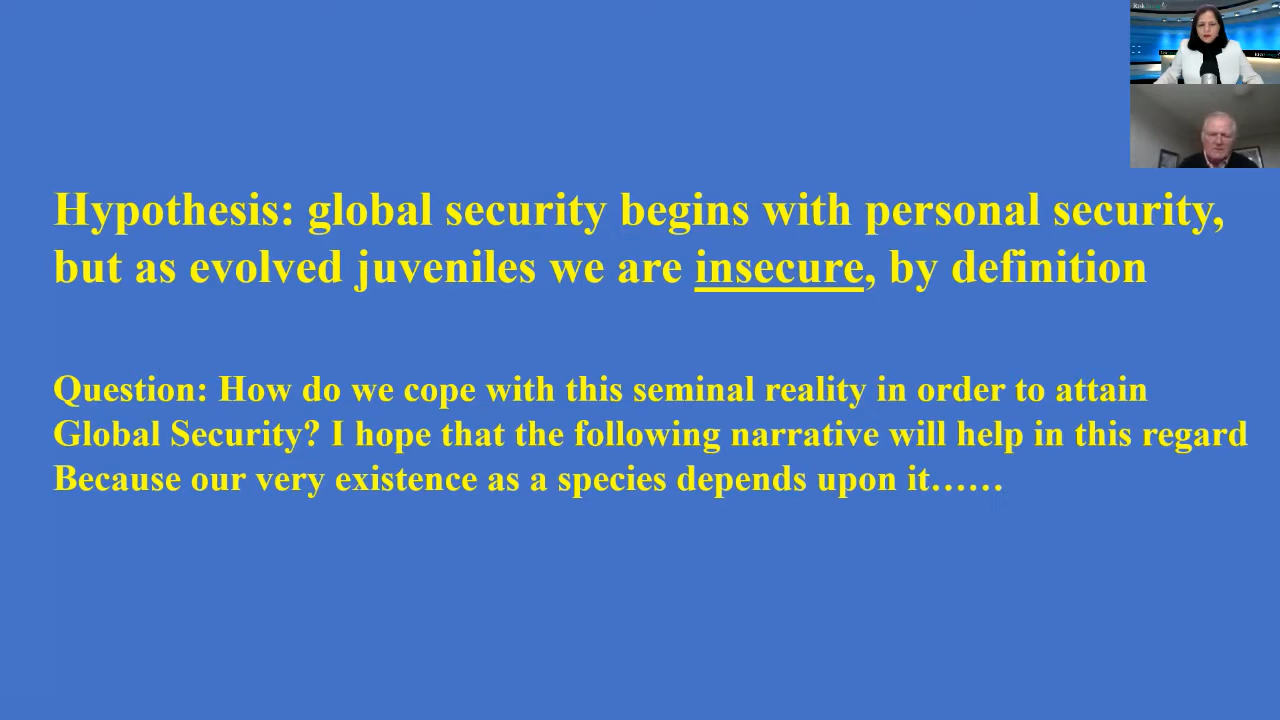 Risk
Hypothesis: global security begins with personal security,
but as evolved juveniles we are insecure, by definition
Question: How do we cope with this seminal reality in order to attain
Global Security? I hope that the following narrative will help in this regard
Because our very existence as a species depends upon it……